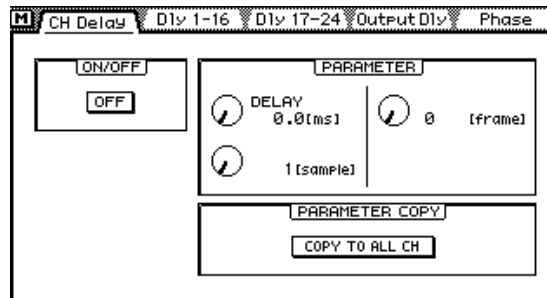 M CH Delay Dly 1-16 Dly 17-24 Output Dly Phase
ON/OFF
OFF
PARAMETER
DELAY
0.0[ms]
0 [frame]
1[sample]
PARAMETER COPY
COPY TO ALL CH